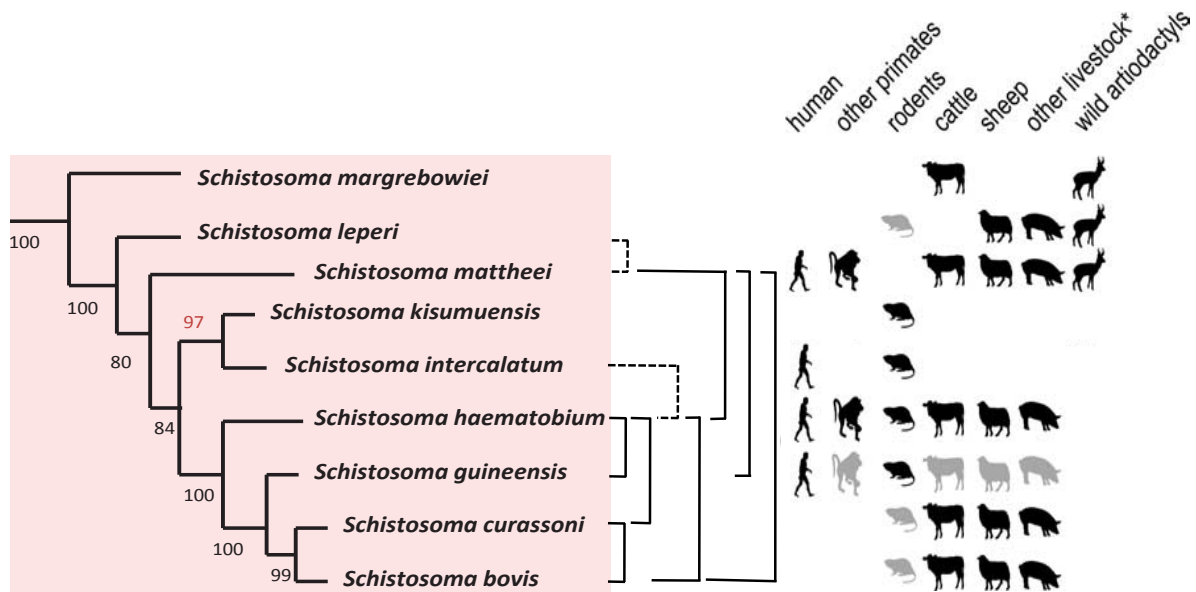 human
other primates
rodents
cattle
sheep
other livestock*
wild artiodactyls
Schistosoma margrebowiei
100
Schistosoma leperi
Schistosoma mattheei
100
Schistosoma kisumuensis
97
80
Schistosoma intercalatum
Schistosoma haematobium
84
Schistosoma guineensis
100
Schistosoma curassoni
100
99
Schistosoma bovis